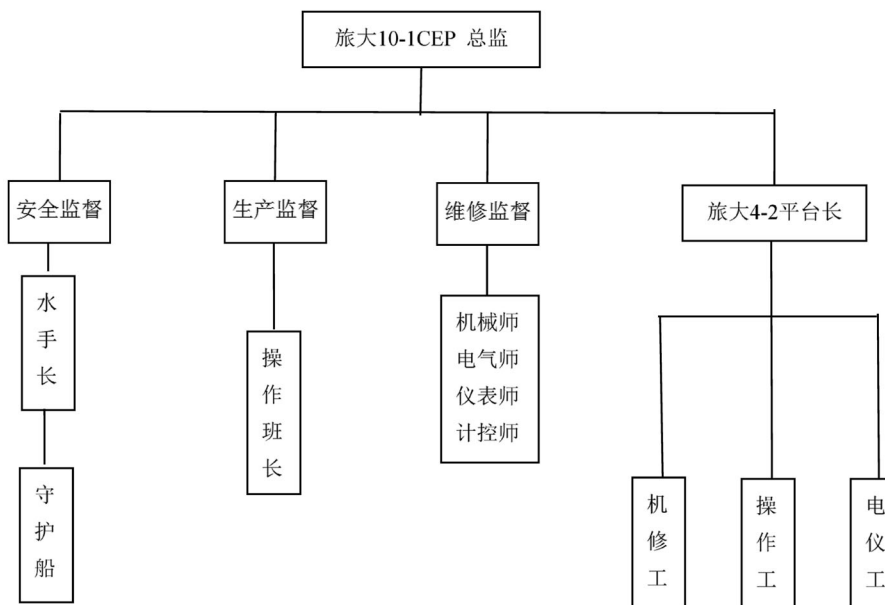 旅大10-1CEP 总监
安全监督
生产监督
维修监督
旅大4-2平台长
水手长
操作班长
机械师
电气师
仪表师
计控师
守护船
机修工
操作工
电仪工